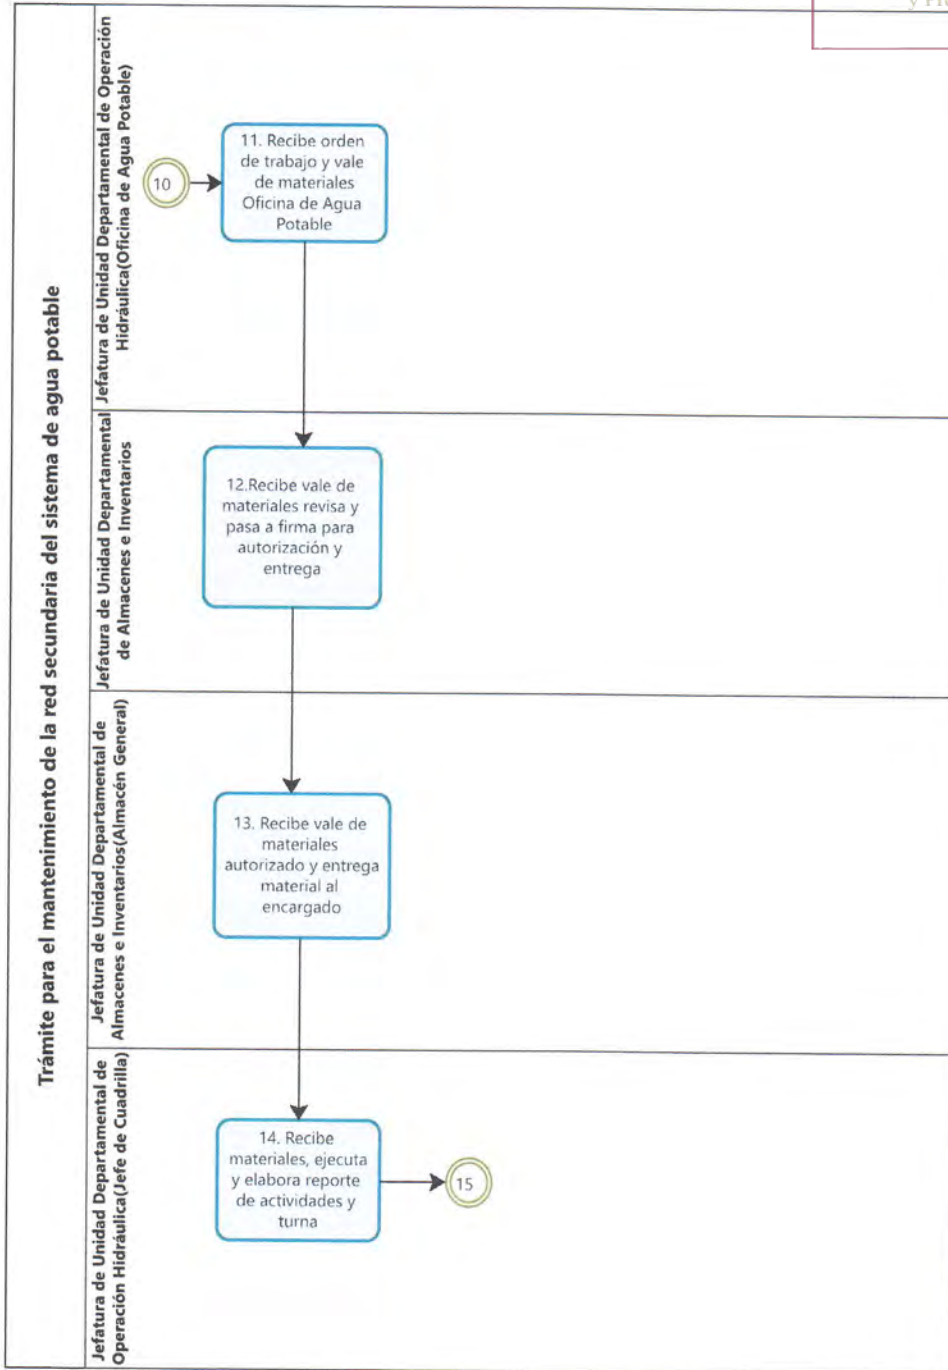 Trámite para el mantenimiento de la red secundaria del sistema de agua potable
Jefatura de Unidad Departamental de Operación
Hidráulica(Oficina de Agua Potable)
10
11. Recibe orden
de trabajo y vale
de materiales
Oficina de Agua
Potable
Jefatura de Unidad Departamental
de Almacenes e Inventarios
12.Recibe vale de
materiales revisa y
pasa a firma para
autorización y
entrega
Jefatura de Unidad Departamental de
Almacenes e Inventarios(Almacén General)
13. Recibe vale de
materiales
autorizado y entrega
material al
encargado
Jefatura de Unidad Departamental de
Operación Hidráulica(Jefe de Cuadrilla)
14. Recibe
materiales, ejecuta
y elabora reporte
de actividades y
turna
15